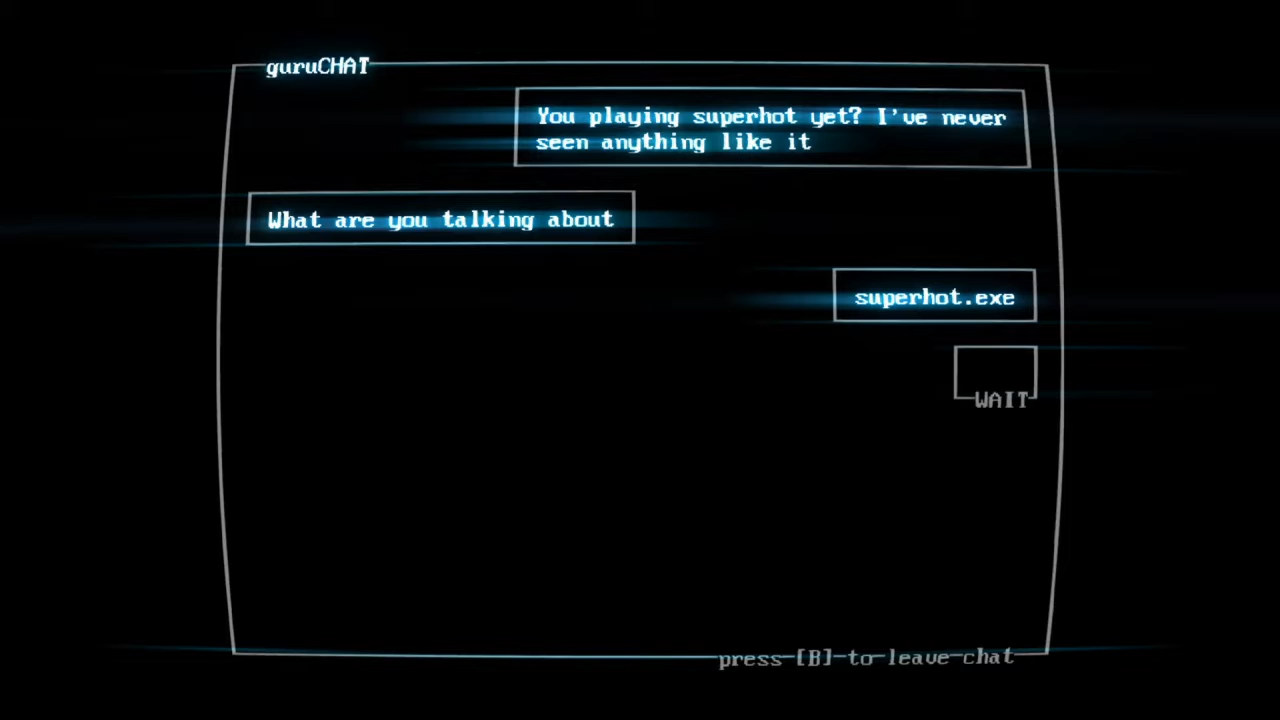 guruCHAT
You playing superhot yet? I've never
seen anything like it
What are you talking about
superhot.exe
WAIT
press [B] to leave chat